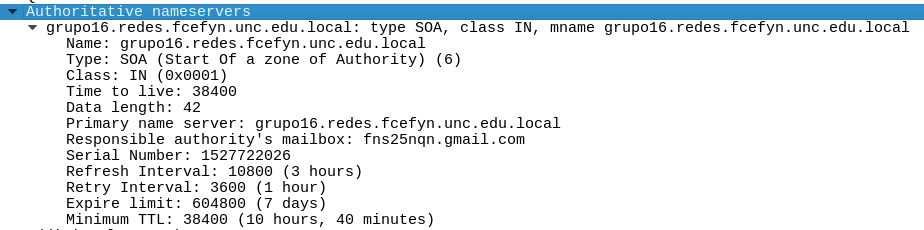 Authoritative nameservers
grupo16.redes.fcefyn.unc.edu.local: type SOA, class IN, mname grupo16.redes.fcefyn.unc.edu.local
Name: grupo16.redes.fcefyn.unc.edu.local
Type: SOA (Start Of a zone of Authority) (6)
Class: IN (0x0001)
Time to live: 38400
Data length: 42
Primary name server: grupo16.redes.fcefyn.unc.edu.local
Responsible authority's mailbox: fns25nqn.gmail.com
Serial Number: 1527722026
Refresh Interval: 10800 (3 hours)
Retry Interval: 3600 (1 hour)
Expire limit: 604800 (7 days)
Minimum TTL: 38400 (10 hours, 40 minutes)